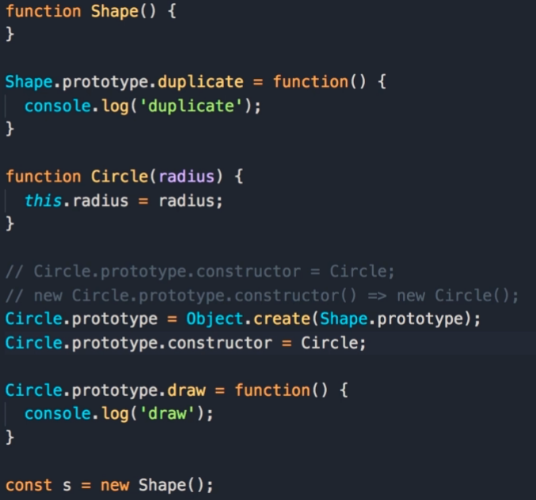 function Shape() {
}
Shape.prototype.duplicate = function() {
console.log('duplicate');
}
function Circle(radius) {
this.radius = radius;
}
// Circle.prototype.constructor = Circle;
// new Circle.prototype.constructor() => new Circle();
Circle.prototype = Object.create(Shape.prototype);
Circle.prototype.constructor = Circle;
Circle.prototype.draw = function() {
console.log('draw');
}
const s = new Shape();